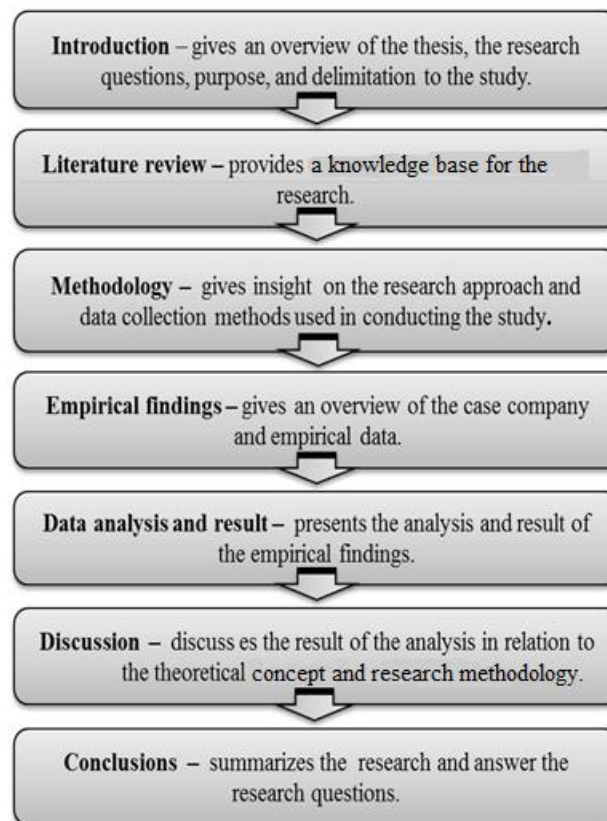 Introduction – gives an overview of the thesis, the research
questions, purpose, and delimitation to the study.
Literature review – provides a knowledge base for the
research.
Methodology – gives insight on the research approach and
data collection methods used in conducting the study.
Empirical findings – gives an overview of the case company
and empirical data.
Data analysis and result – presents the analysis and result of
the empirical findings.
Discussion – discuss es the result of the analysis in relation to
the theoretical concept and research methodology.
Conclusions – summarizes the research and answer the
research questions.